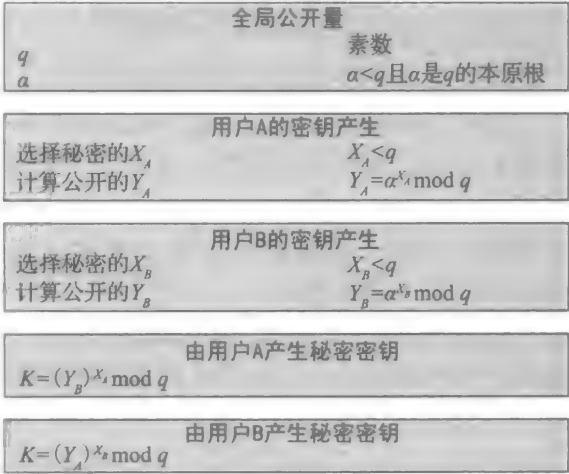 全局公开量
q 素数
α α<q且α是q的本原根
用户A的密钥产生
选择秘密的X_A X_A<q
计算公开的Y_A Y_A=α^{X_A} mod q
用户B的密钥产生
选择秘密的X_B X_B<q
计算公开的Y_B Y_B=α^{X_B} mod q
由用户A产生秘密密钥
K=(Y_B)^{X_A} mod q
由用户B产生秘密密钥
K=(Y_A)^{X_B} mod q